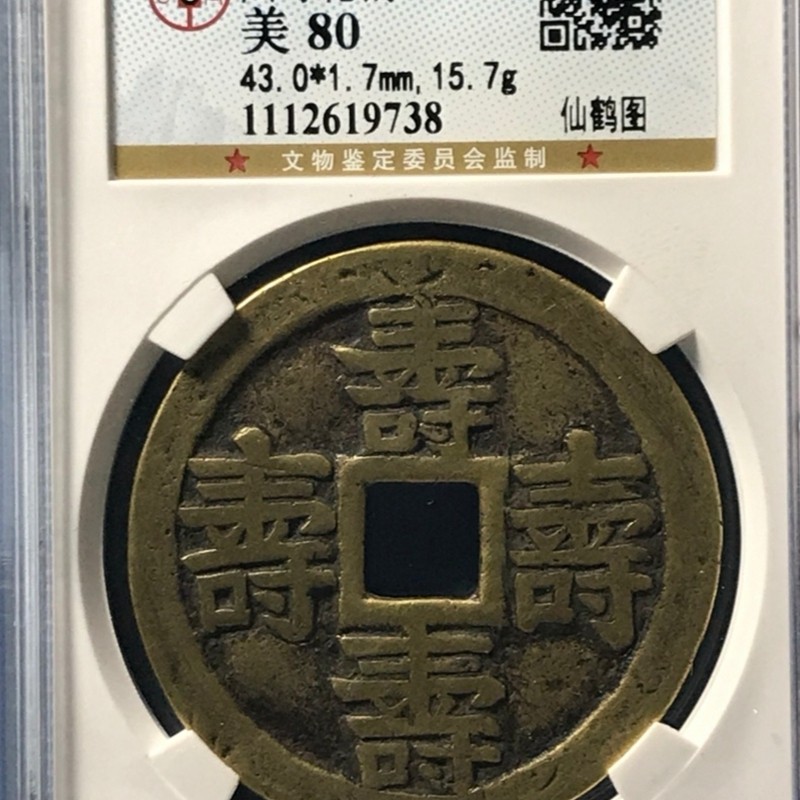 美 80
43.0*1.7mm,15.7g
1112619738 仙鹤图
★ 文物鉴定委员会监制 ★
壽
壽 壽
壽